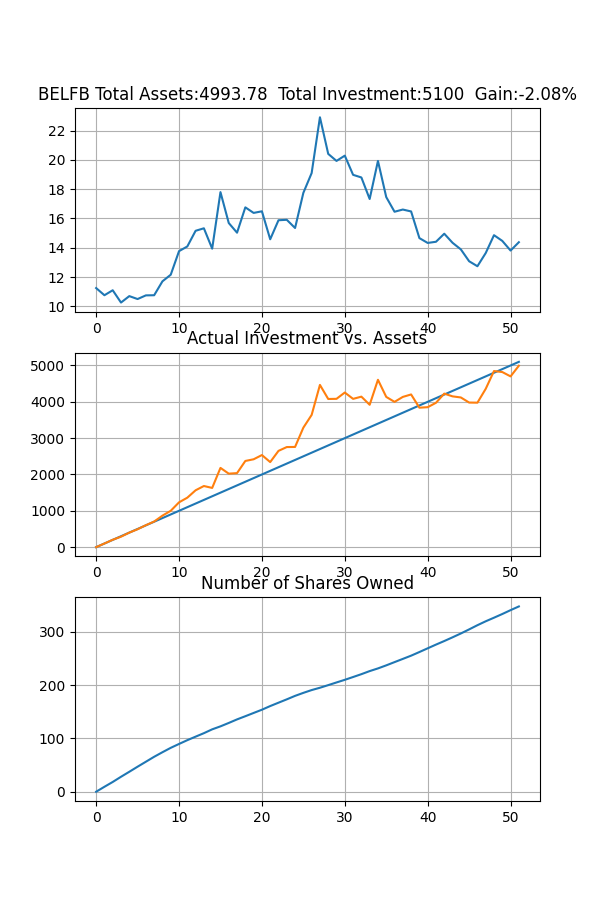 BELFB Total Assets:4993.78  Total Investment:5100  Gain:-2.08%
22
20
18
16
14
12
10
0 10 20 30 40 50
Actual Investment vs. Assets
5000
4000
3000
2000
1000
0
0 10 20 30 40 50
Number of Shares Owned
300
200
100
0
0 10 20 30 40 50